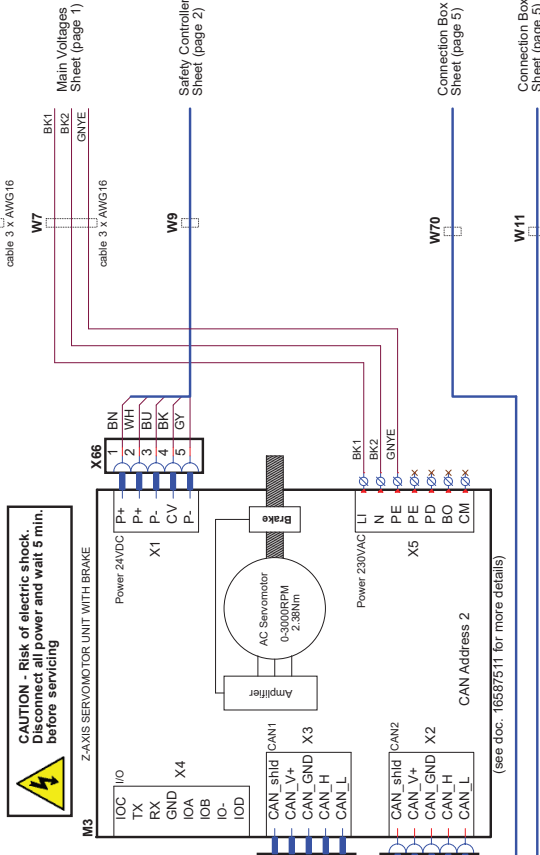 cable 3 x AWG16
Main Voltages
Sheet (page 1)
Safety Controller
Sheet (page 2)
Connection Box
Sheet (page 5)
Connection Box
Sheet (page 5)
BK1
BK2
GNYE
W7
cable 3 x AWG16
W9
W70
W11
CAUTION - Risk of electric shock.
Disconnect all power and wait 5 min.
before servicing
Z-AXIS SERVOMOTOR UNIT WITH BRAKE
M3
X66
1 BN
2 WH
3 BU
4 BK
5 GY
Power 24VDC
P+
P+
P-
CV
P-
X1
I/O
IOC
TX
RX
GND
IOA
IOB
IO-
IOD
X4
Brake
AC Servomotor
0-3000RPM
2.38Nm
Amplifier
Power 230VAC
LI
N
PE
PE
PD
BO
CM
X5
BK1
BK2
GNYE
CAN1
CAN_shld
CAN_V+
CAN_GND
CAN_H
CAN_L
X3
CAN2
CAN_shld
CAN_V+
CAN_GND
CAN_H
CAN_L
X2
CAN Address 2
(see doc. 16587511 for more details)